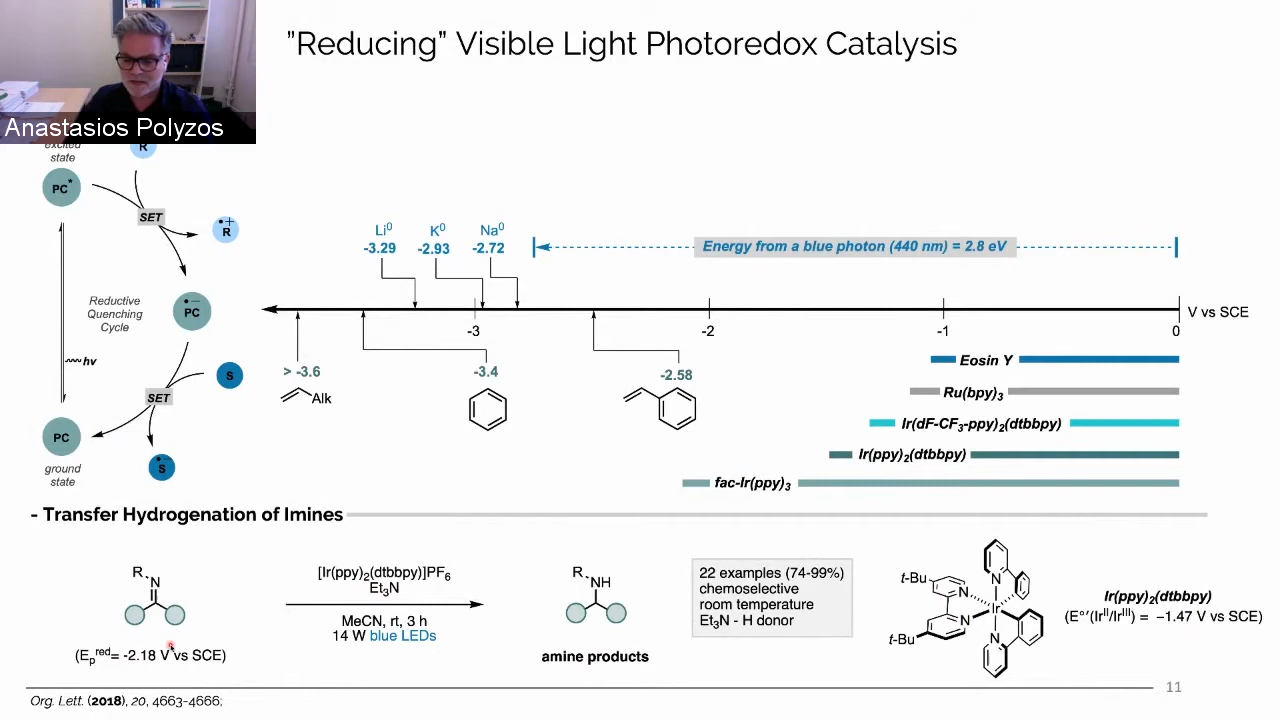 "Reducing" Visible Light Photoredox Catalysis
Anastasios Polyzos
excited
state
R
PC*
SET
•+
R
Reductive
Quenching
Cycle
•—
PC
hν
S
SET
PC
•—
S
ground
state
Li⁰
-3.29
K⁰
-2.93
Na⁰
-2.72
Energy from a blue photon (440 nm) = 2.8 eV
V vs SCE
-3
-2
-1
0
> -3.6
Alk
-3.4
-2.58
Eosin Y
Ru(bpy)₃
Ir(dF-CF₃-ppy)₂(dtbbpy)
Ir(ppy)₂(dtbbpy)
fac-Ir(ppy)₃
- Transfer Hydrogenation of Imines
R
N
(Eₚʳᵉᵈ= -2.18 V vs SCE)
[Ir(ppy)₂(dtbbpy)]PF₆
Et₃N
MeCN, rt, 3 h
14 W blue LEDs
R
NH
amine products
22 examples (74-99%)
chemoselective
room temperature
Et₃N - H donor
t-Bu
t-Bu
N
N
N
N
Ir
Ir(ppy)₂(dtbbpy)
(E°′(Irᴵᴵ/Irᴵᴵᴵ) = −1.47 V vs SCE)
Org. Lett. (2018), 20, 4663-4666;
11